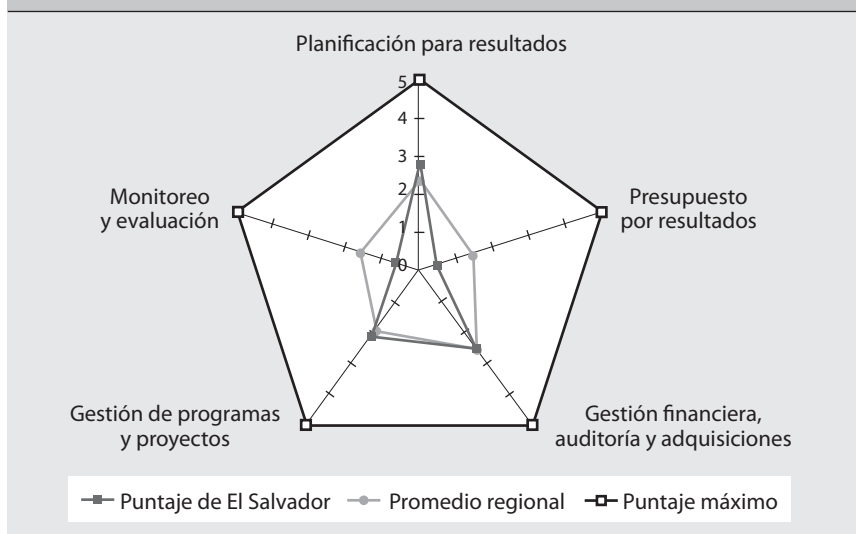 Planificación para resultados
5
4
3
2
1
0
Monitoreo
y evaluación
Presupuesto
por resultados
Gestión de programas
y proyectos
Gestión financiera,
auditoría y adquisiciones
Puntaje de El Salvador Promedio regional Puntaje máximo